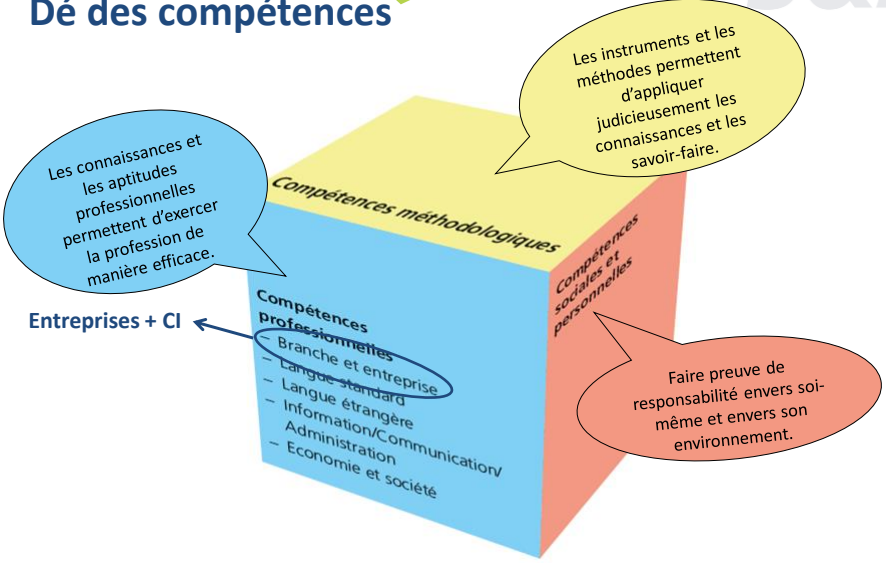 Dé des compétences
Les instruments et les
méthodes permettent
d'appliquer
judicieusement les
connaissances et les
savoir-faire.
Les connaissances et
les aptitudes
professionnelles
permettent d'exercer
la profession de
manière efficace.
Compétences méthodologiques
Compétences
sociales et
personnelles
Entreprises + CI
Compétences
professionnelles
– Branche et entreprise
– Langue standard
– Langue étrangère
– Information/Communication/
Administration
– Economie et société
Faire preuve de
responsabilité envers soi-
même et envers son
environnement.